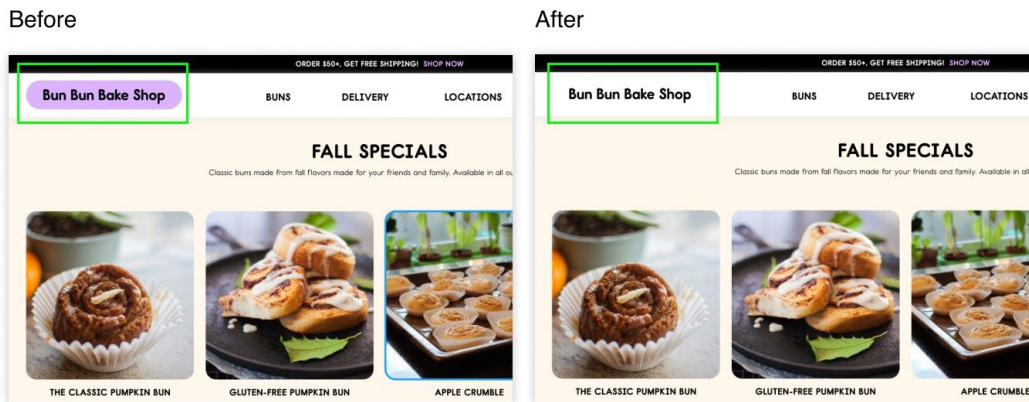 Before
ORDER $50+, GET FREE SHIPPING! SHOP NOW
Bun Bun Bake Shop
BUNS DELIVERY LOCATIONS
FALL SPECIALS
Classic buns made from fall flavors made for your friends and family. Available in all
THE CLASSIC PUMPKIN BUN GLUTEN-FREE PUMPKIN BUN APPLE CRUMBLE
After
ORDER $50+, GET FREE SHIPPING! SHOP NOW
Bun Bun Bake Shop
BUNS DELIVERY LOCATIONS
FALL SPECIALS
Classic buns made from fall flavors made for your friends and family. Available in all
THE CLASSIC PUMPKIN BUN GLUTEN-FREE PUMPKIN BUN APPLE CRUMBLE